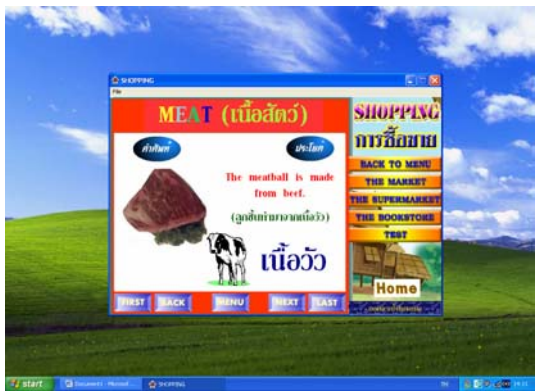 SHOPPING
File
MEAT (เนื้อสัตว์)
คำศัพท์
ประโยค
The meatball is made
from beef.
(ลูกชิ้นทำมาจากเนื้อวัว)
เนื้อวัว
FIRST
BACK
MENU
NEXT
LAST
SHOPPING
การซื้อขาย
BACK TO MENU
THE MARKET
THE SUPERMARKET
THE BOOKSTORE
TEST
Home
start
Document - Microsof...
SHOPPING